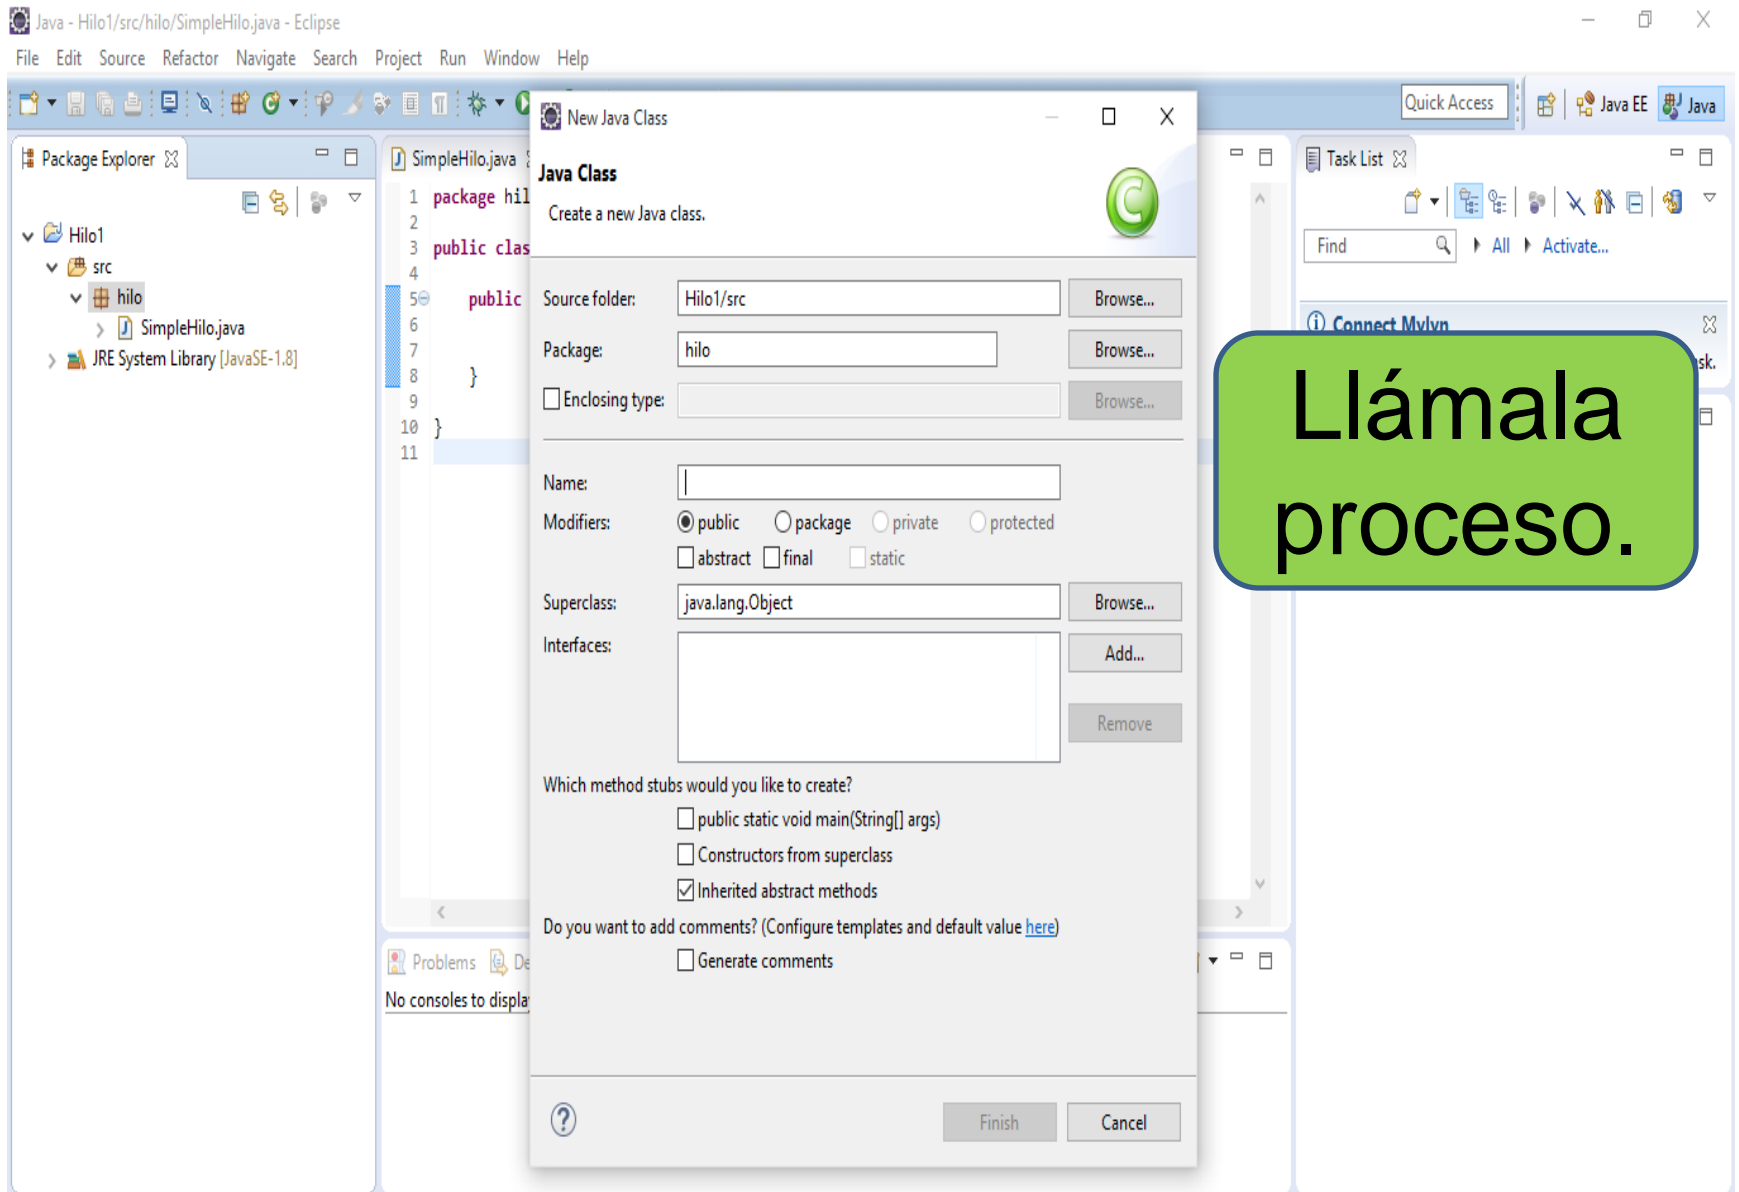 Java - Hilo1/src/hilo/SimpleHilo.java - Eclipse
File Edit Source Refactor Navigate Search Project Run Window Help
Quick Access Java EE Java
Package Explorer
Hilo1
src
hilo
SimpleHilo.java
JRE System Library [JavaSE-1.8]
SimpleHilo.java
1 package hil
2
3 public clas
4
5 public
6
7
8 }
9
10 }
11
New Java Class
Java Class
Create a new Java class.
Source folder: Hilo1/src Browse...
Package: hilo Browse...
Enclosing type: Browse...
Name:
Modifiers: public package private protected
abstract final static
Superclass: java.lang.Object Browse...
Interfaces: Add...
Remove
Which method stubs would you like to create?
public static void main(String[] args)
Constructors from superclass
Inherited abstract methods
Do you want to add comments? (Configure templates and default value here)
Generate comments
Finish Cancel
Task List
Find All Activate...
Connect Mylyn
sk.
Llámala
proceso.
Problems De
No consoles to displa